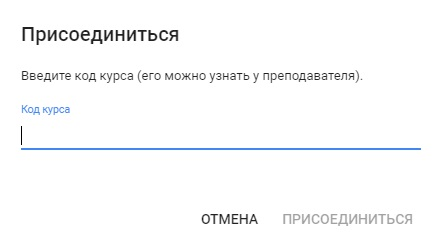 Присоединиться
Введите код курса (его можно узнать у преподавателя).
Код курса
ОТМЕНА ПРИСОЕДИНИТЬСЯ